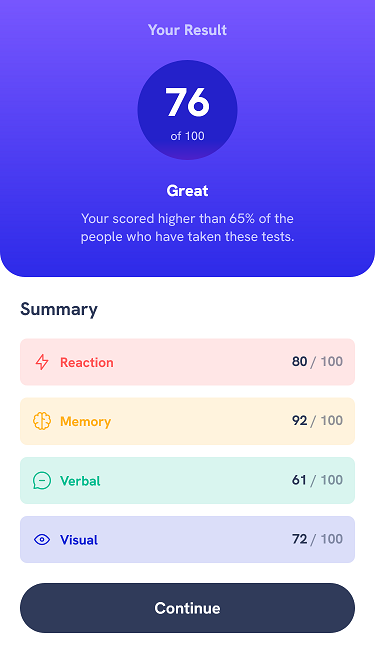 Your Result
76
of 100
Great
Your scored higher than 65% of the
people who have taken these tests.
Summary
Reaction 80 / 100
Memory 92 / 100
Verbal 61 / 100
Visual 72 / 100
Continue